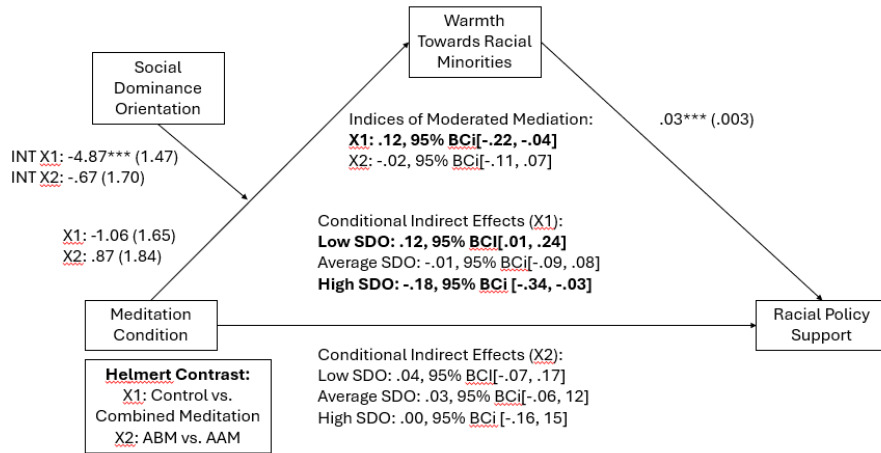 Warmth
Towards Racial
Minorities
Social
Dominance
Orientation
.03*** (.003)
Indices of Moderated Mediation:
X1: .12, 95% BCi[-.22, -.04]
X2: -.02, 95% BCi[-.11, .07]
INT X1: -4.87*** (1.47)
INT X2: -.67 (1.70)
X1: -1.06 (1.65)
X2: .87 (1.84)
Conditional Indirect Effects (X1):
Low SDO: .12, 95% BCI[.01, .24]
Average SDO: -.01, 95% BCi[-.09, .08]
High SDO: -.18, 95% BCi [-.34, -.03]
Meditation
Condition
Racial Policy
Support
Helmert Contrast:
X1: Control vs.
Combined Meditation
X2: ABM vs. AAM
Conditional Indirect Effects (X2):
Low SDO: .04, 95% BCI[-.07, .17]
Average SDO: .03, 95% BCi[-.06, 12]
High SDO: .00, 95% BCi [-.16, 15]